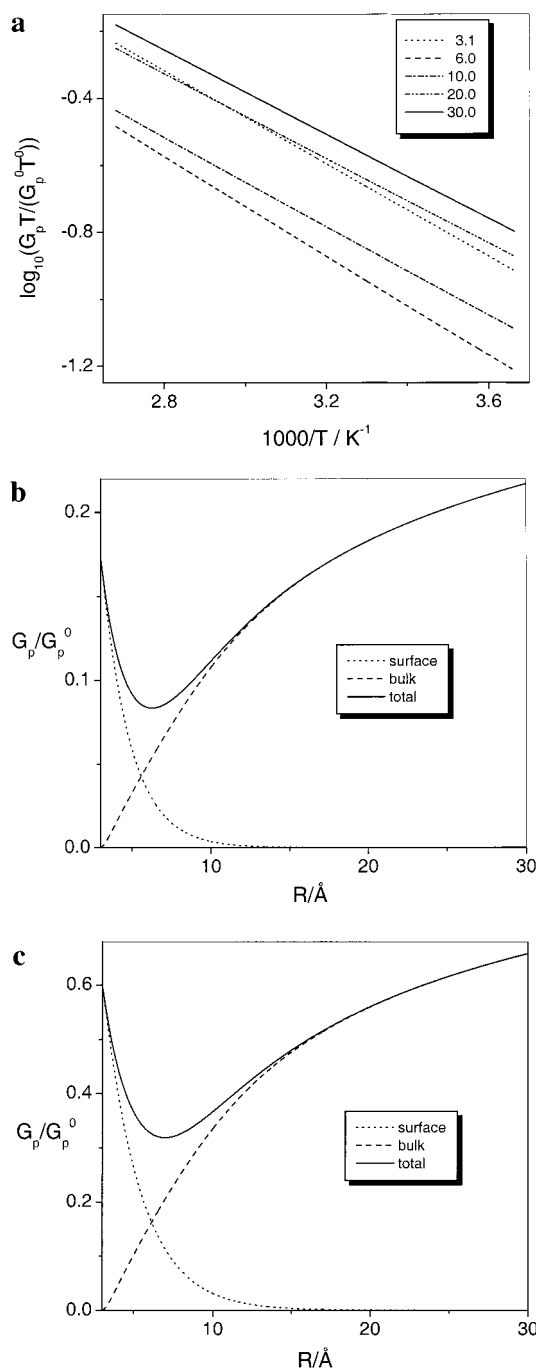 a
3.1
6.0
10.0
20.0
30.0
-0.4
-0.8
-1.2
log₁₀(GₚT/(Gₚ⁰T⁰))
2.8
3.2
3.6
1000/T / K⁻¹
b
0.2
0.1
0.0
Gₚ/Gₚ⁰
surface
bulk
total
10
20
30
R/Å
c
0.6
0.4
0.2
0.0
Gₚ/Gₚ⁰
surface
bulk
total
10
20
30
R/Å